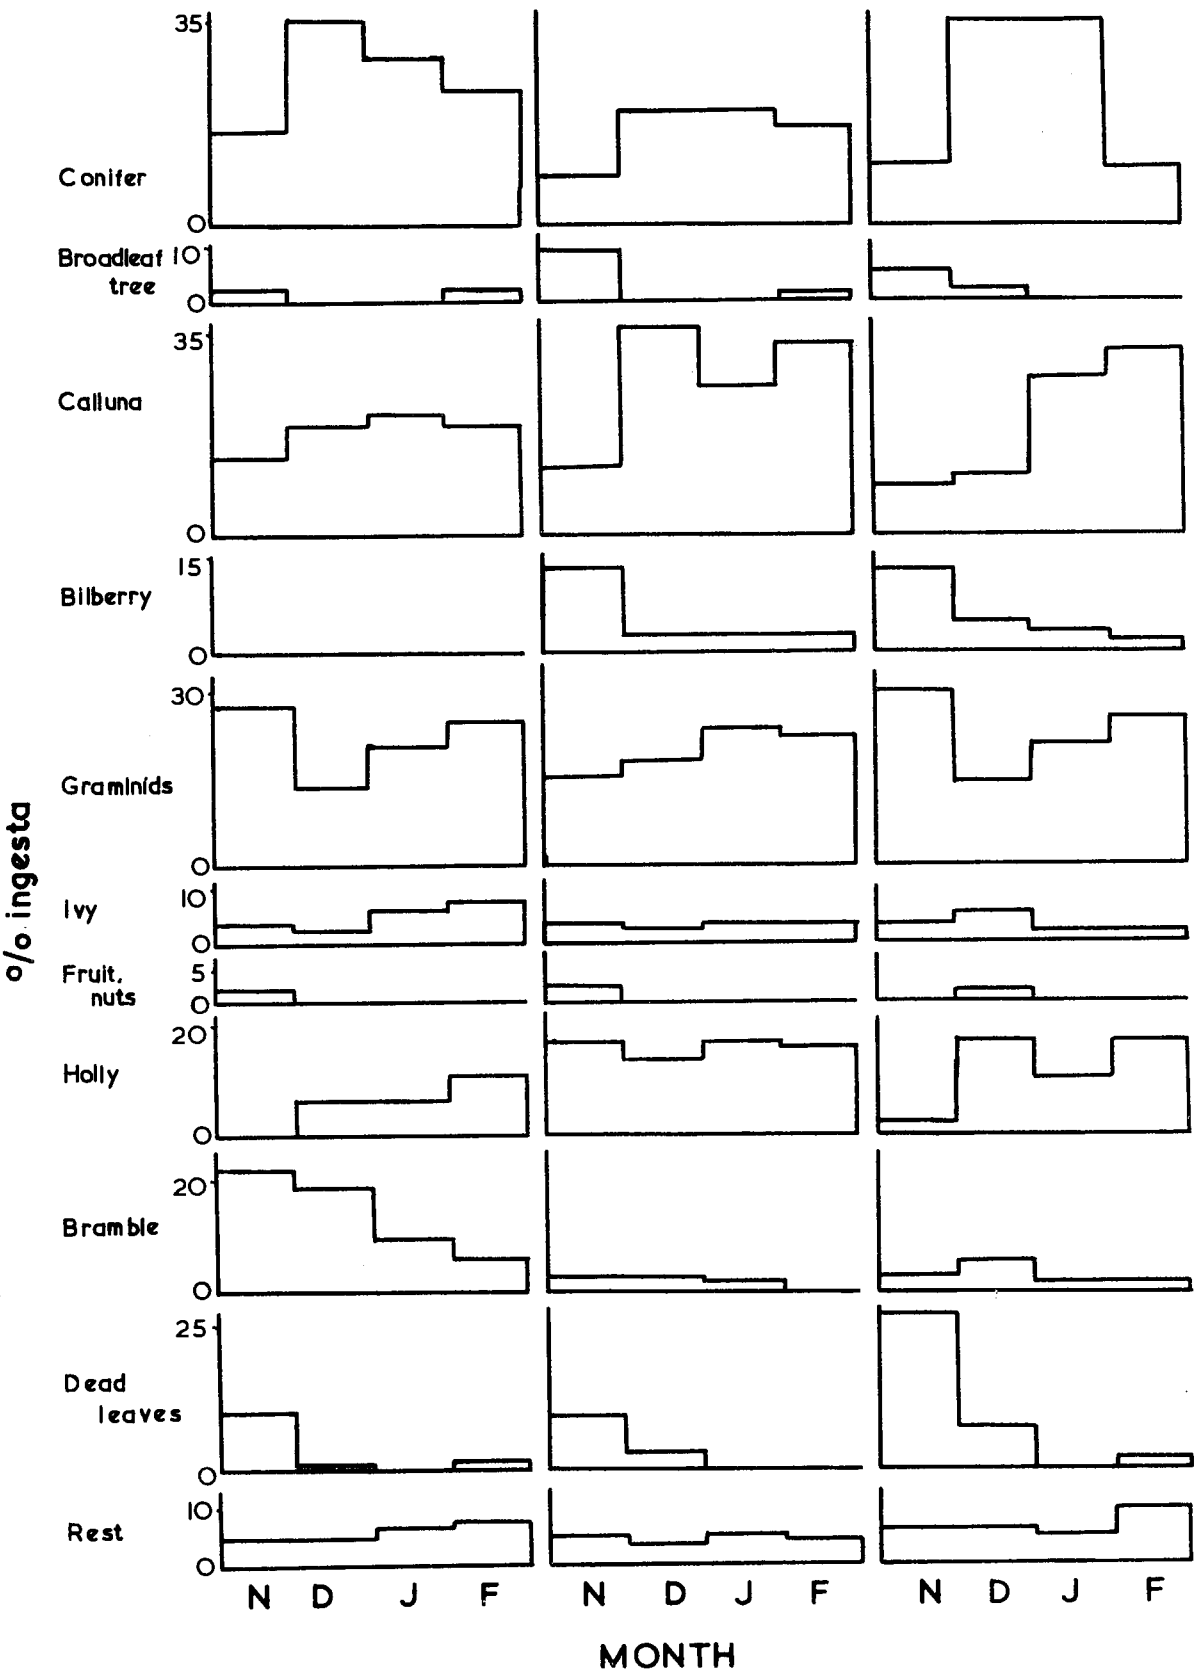 35
Conifer
0
Broadleaf 10
tree
0
35
Calluna
0
15
Bilberry
0
30
Graminids
0
10
Ivy
0
Fruit, 5
nuts
0
20
Holly
0
20
Bramble
0
25
Dead
leaves
0
10
Rest
0
% ingesta
N D J F N D J F N D J F
MONTH